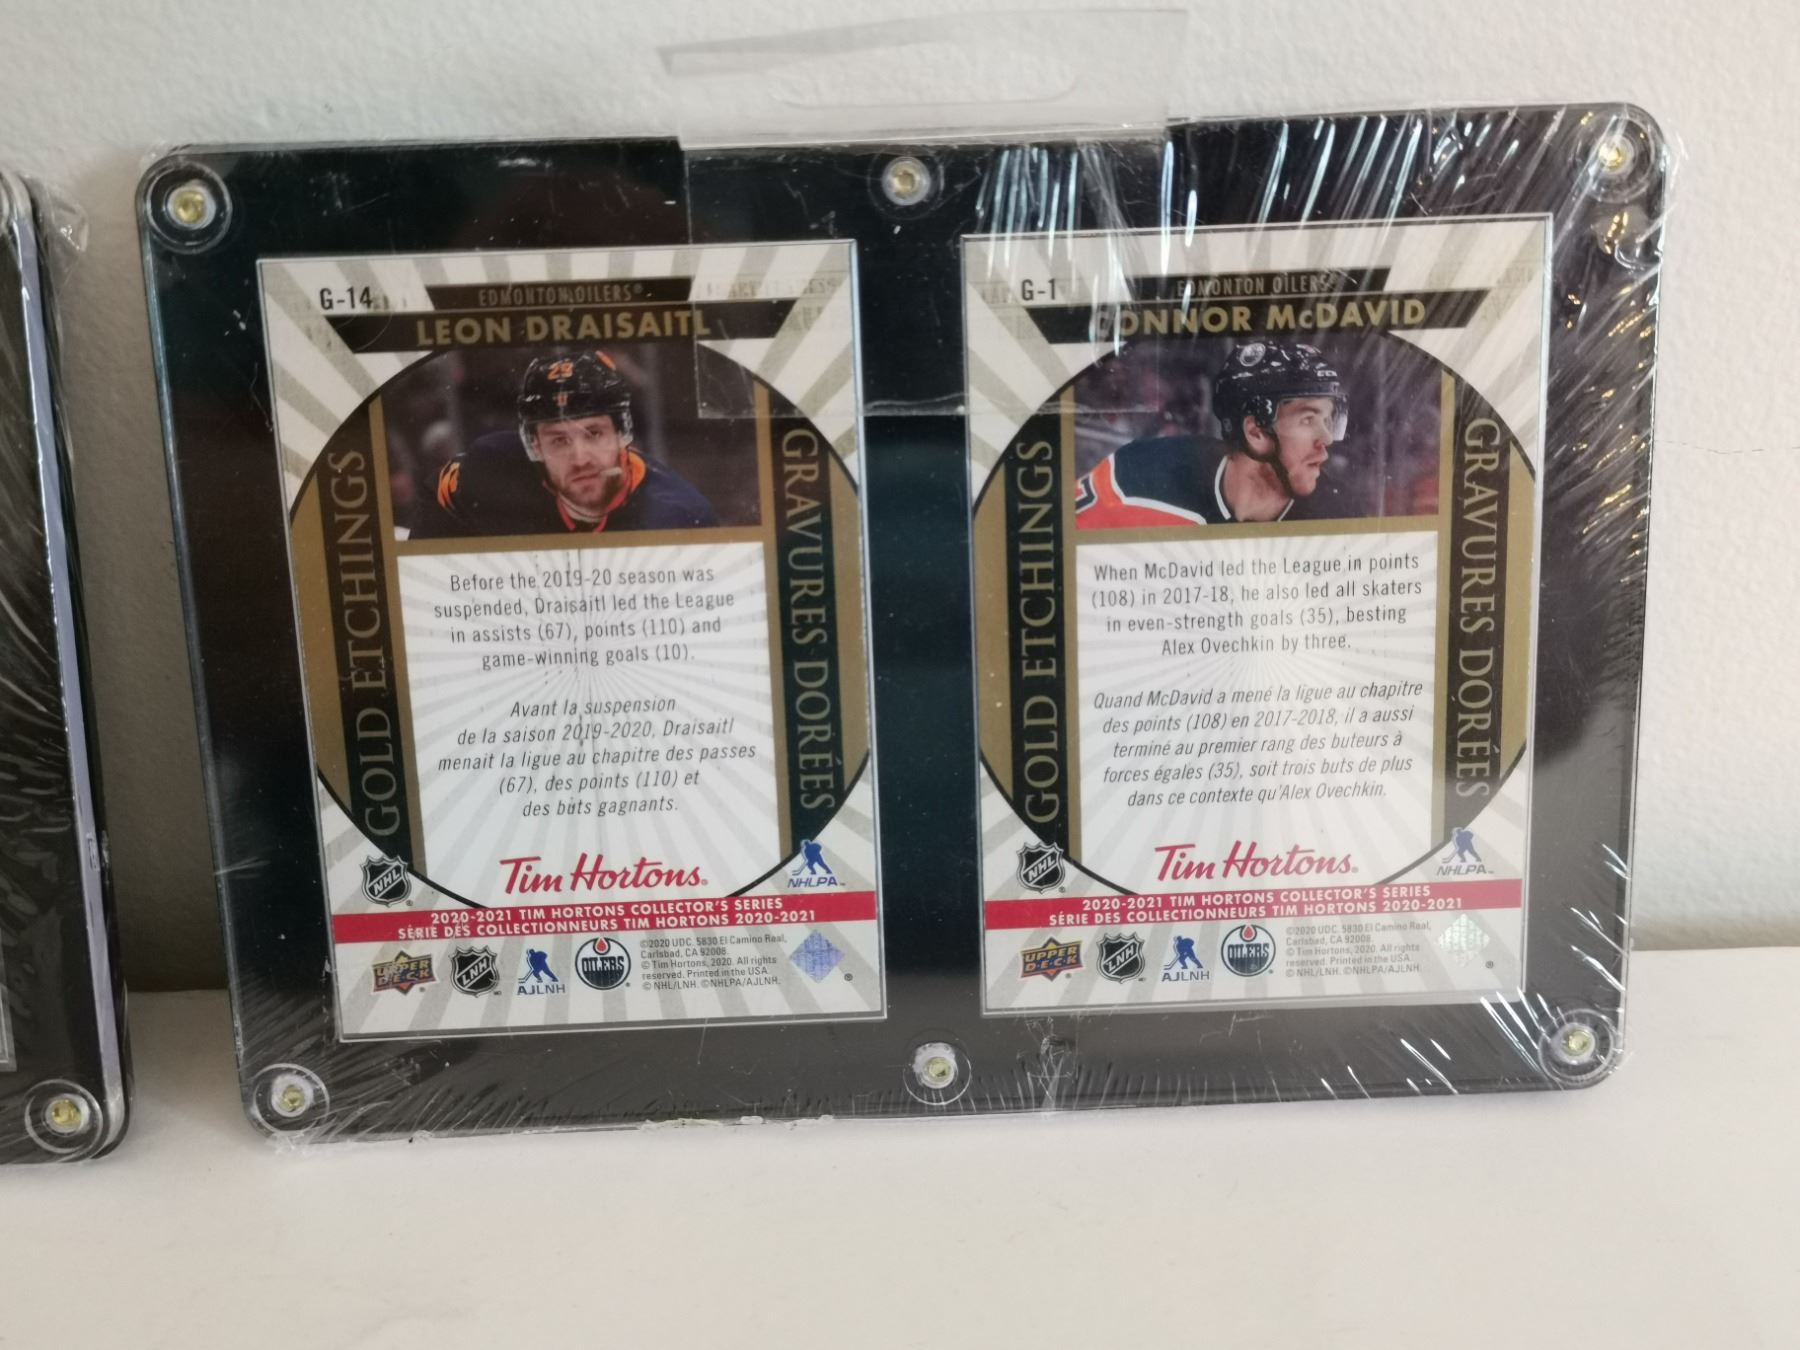 G-14
EDMONTON OILERS®
LEON DRAISAITL
29
GOLD ETCHINGS
GRAVURES DORÉES
Before the 2019-20 season was
suspended, Draisaitl led the League
in assists (67), points (110) and
game-winning goals (10).
Avant la suspension
de la saison 2019-2020, Draisaitl
menait la ligue au chapitre des passes
(67), des points (110) et
des buts gagnants.
NHL
Tim Hortons.
NHLPA™
2020-2021 TIM HORTONS COLLECTOR'S SERIES
SÉRIE DES COLLECTIONNEURS TIM HORTONS 2020-2021
UPPER DECK
LNH
AJLNH
OILERS
©2020 UDC. 5830 El Camino Real,
Carlsbad, CA 92008.
© Tim Hortons, 2020. All rights
reserved. Printed in the USA.
© NHL/LNH. ©NHLPA/AJLNH.
G-1
EDMONTON OILERS®
CONNOR McDAVID
GOLD ETCHINGS
GRAVURES DORÉES
When McDavid led the League in points
(108) in 2017-18, he also led all skaters
in even-strength goals (35), besting
Alex Ovechkin by three.
Quand McDavid a mené la ligue au chapitre
des points (108) en 2017-2018, il a aussi
terminé au premier rang des buteurs à
forces égales (35), soit trois buts de plus
dans ce contexte qu'Alex Ovechkin.
NHL
Tim Hortons.
NHLPA™
2020-2021 TIM HORTONS COLLECTOR'S SERIES
SÉRIE DES COLLECTIONNEURS TIM HORTONS 2020-2021
UPPER DECK
LNH
AJLNH
OILERS
©2020 UDC. 5830 El Camino Real,
Carlsbad, CA 92008.
© Tim Hortons, 2020. All rights
reserved. Printed in the USA.
© NHL/LNH. ©NHLPA/AJLNH.